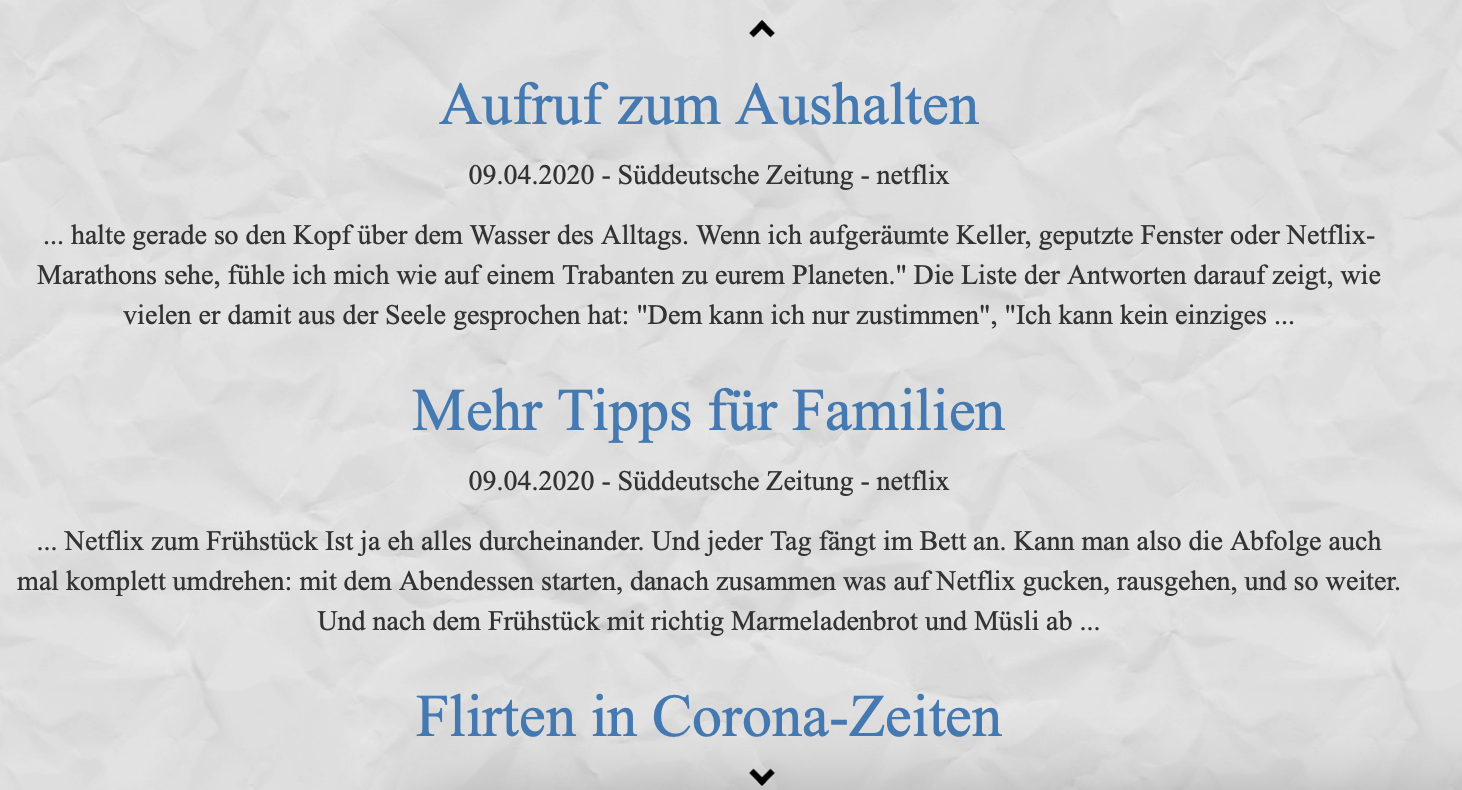 Aufruf zum Aushalten
09.04.2020 - Süddeutsche Zeitung - netflix
... halte gerade so den Kopf über dem Wasser des Alltags. Wenn ich aufgeräumte Keller, geputzte Fenster oder Netflix-
Marathons sehe, fühle ich mich wie auf einem Trabanten zu eurem Planeten." Die Liste der Antworten darauf zeigt, wie
vielen er damit aus der Seele gesprochen hat: "Dem kann ich nur zustimmen", "Ich kann kein einziges ...
Mehr Tipps für Familien
09.04.2020 - Süddeutsche Zeitung - netflix
... Netflix zum Frühstück Ist ja eh alles durcheinander. Und jeder Tag fängt im Bett an. Kann man also die Abfolge auch
mal komplett umdrehen: mit dem Abendessen starten, danach zusammen was auf Netflix gucken, rausgehen, und so weiter.
Und nach dem Frühstück mit richtig Marmeladenbrot und Müsli ab ...
Flirten in Corona-Zeiten